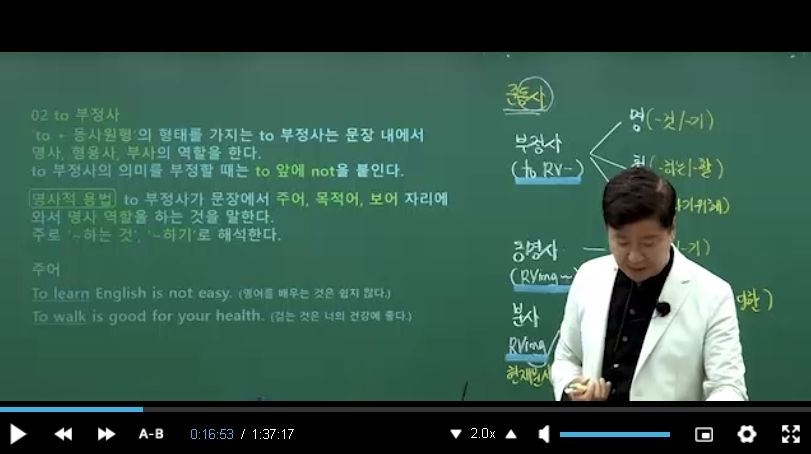 02 to 부정사
'to + 동사원형'의 형태를 가지는 to 부정사는 문장 내에서
명사, 형용사, 부사의 역할을 한다.
to 부정사의 의미를 부정할 때는 to 앞에 not을 붙인다.
명사적 용법 to 부정사가 문장에서 주어, 목적어, 보어 자리에
와서 명사 역할을 하는 것을 말한다.
주로 '~하는 것', '~하기'로 해석한다.
주어
To learn English is not easy. (영어를 배우는 것은 쉽지 않다.)
To walk is good for your health. (걷는 것은 너의 건강에 좋다.)
준동사
부정사
(to RV~)
명(-것/-기)
형(-하는/-할)
하기위해)
동명사
(RVing~)
-기)
분사
RVing
현재분사
한)
A-B
0:16:53 / 1:37:17
2.0x